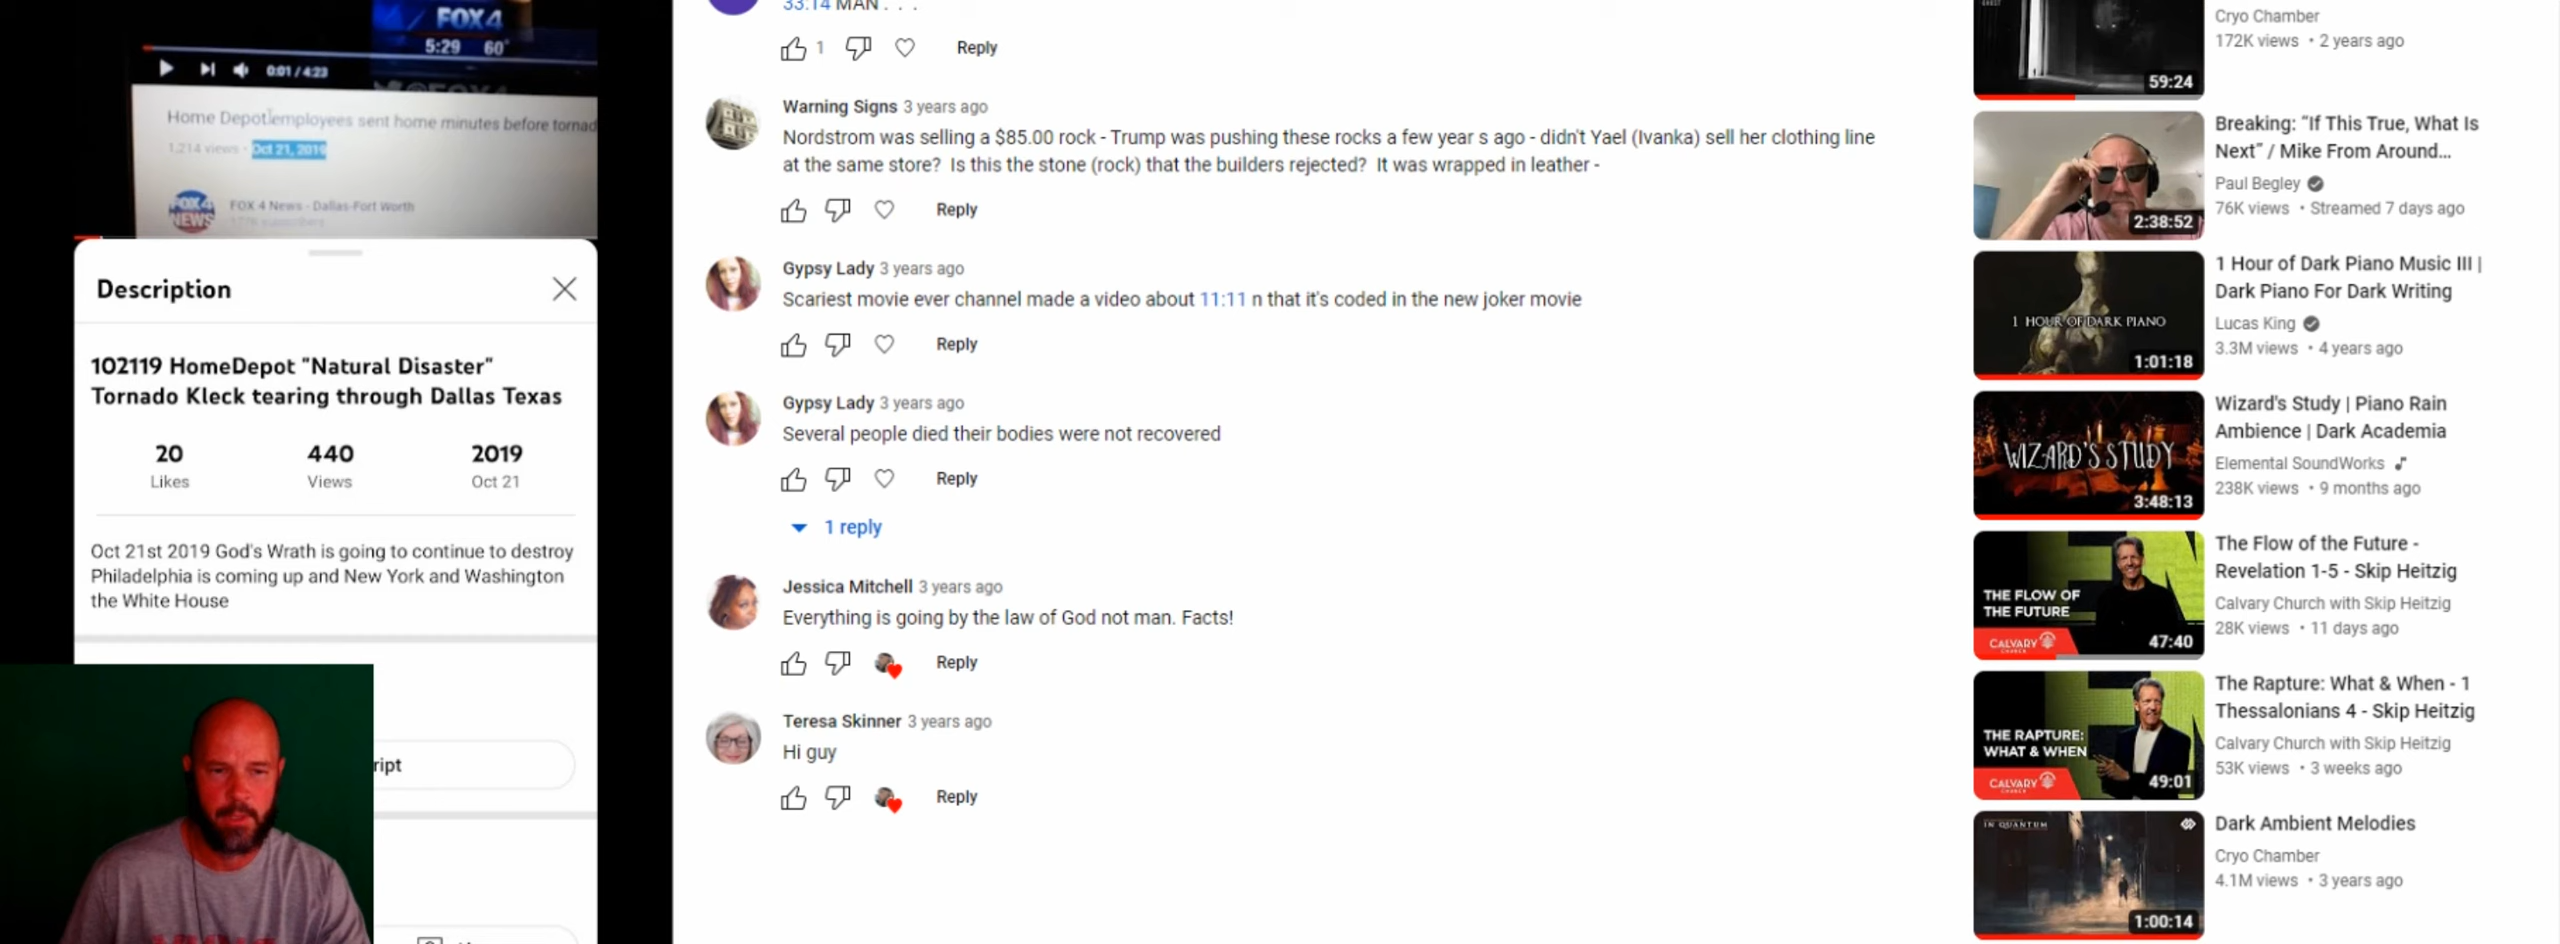 FOX 4
5:29 60°
0:01 / 4:23
Home Depot employees sent home minutes before tornad
1,214 views • Oct 21, 2019
FOX 4 NEWS
FOX 4 News - Dallas-Fort Worth
Description
102119 HomeDepot "Natural Disaster"
Tornado Kleck tearing through Dallas Texas
20 440 2019
Likes Views Oct 21
Oct 21st 2019 God's Wrath is going to continue to destroy
Philadelphia is coming up and New York and Washington
the White House
ript
33:14 MAN . . .
1 Reply
Warning Signs 3 years ago
Nordstrom was selling a $85.00 rock - Trump was pushing these rocks a few year s ago - didn't Yael (Ivanka) sell her clothing line
at the same store? Is this the stone (rock) that the builders rejected? It was wrapped in leather -
Reply
Gypsy Lady 3 years ago
Scariest movie ever channel made a video about 11:11 n that it's coded in the new joker movie
Reply
Gypsy Lady 3 years ago
Several people died their bodies were not recovered
Reply
1 reply
Jessica Mitchell 3 years ago
Everything is going by the law of God not man. Facts!
Reply
Teresa Skinner 3 years ago
Hi guy
Reply
59:24
Cryo Chamber
172K views • 2 years ago
2:38:52
Breaking: "If This True, What Is
Next" / Mike From Around...
Paul Begley
76K views • Streamed 7 days ago
1 HOUR OF DARK PIANO
1:01:18
1 Hour of Dark Piano Music III |
Dark Piano For Dark Writing
Lucas King
3.3M views • 4 years ago
WIZARD'S STUDY
3:48:13
Wizard's Study | Piano Rain
Ambience | Dark Academia
Elemental SoundWorks
238K views • 9 months ago
THE FLOW OF
THE FUTURE
CALVARY
CHURCH
47:40
The Flow of the Future -
Revelation 1-5 - Skip Heitzig
Calvary Church with Skip Heitzig
28K views • 11 days ago
THE RAPTURE:
WHAT & WHEN
CALVARY
CHURCH
49:01
The Rapture: What & When - 1
Thessalonians 4 - Skip Heitzig
Calvary Church with Skip Heitzig
53K views • 3 weeks ago
IN QUANTUM
1:00:14
Dark Ambient Melodies
Cryo Chamber
4.1M views • 3 years ago